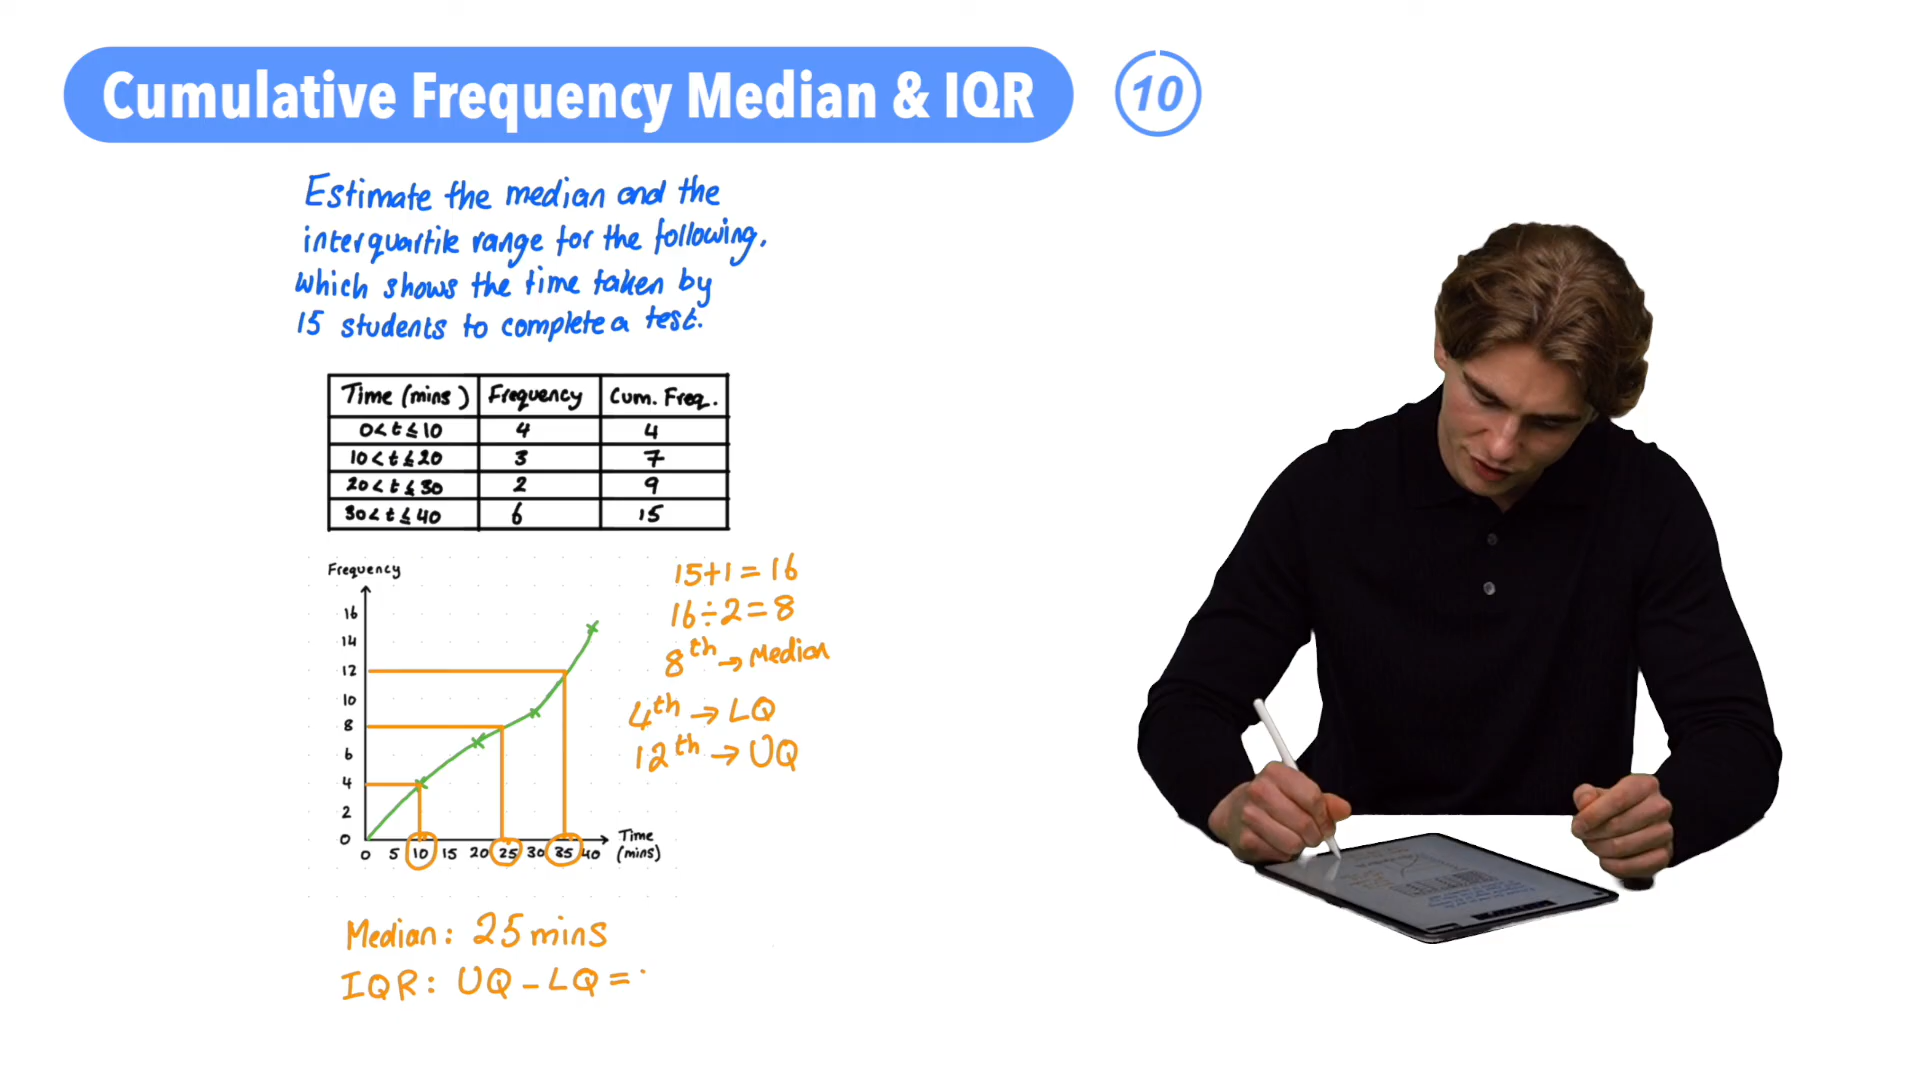 Cumulative Frequency Median & IQR
10
Estimate the median and the
interquartile range for the following,
which shows the time taken by
15 students to complete a test.
Time (mins) Frequency Cum. Freq.
0<t≤10 4 4
10<t≤20 3 7
20<t≤30 2 9
30<t≤40 6 15
Frequency
16
14
12
10
8
6
4
2
0
0 5 10 15 20 25 30 35 40
Time
(mins)
15+1=16
16÷2=8
8th→Median
4th→LQ
12th→UQ
Median: 25mins
IQR: UQ-LQ=